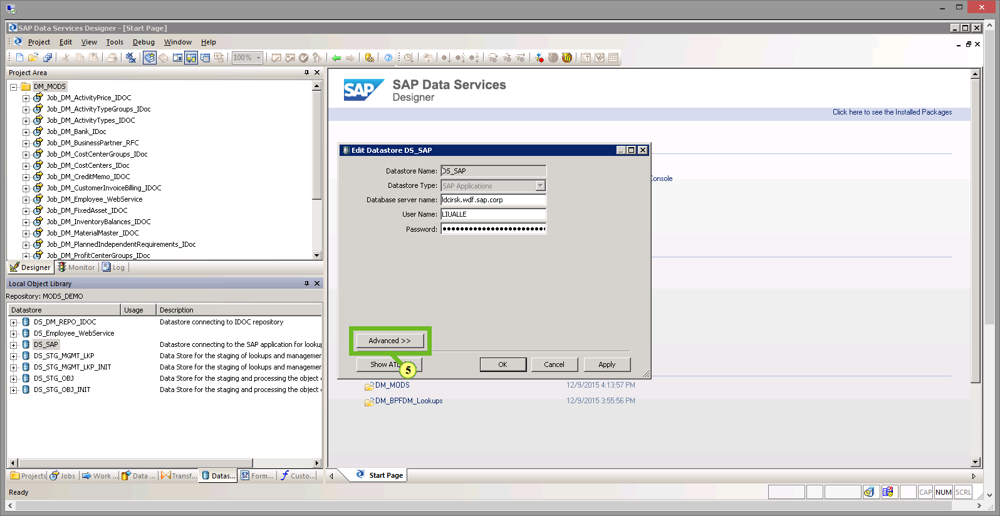 SAP Data Services Designer - [Start Page]
Project Edit View Tools Debug Window Help
100%
Project Area
DM_MODS
Job_DM_ActivityPrice_IDOC
Job_DM_ActivityTypeGroups_IDoc
Job_DM_ActivityTypes_IDOC
Job_DM_Bank_IDoc
Job_DM_BusinessPartner_RFC
Job_DM_CostCenterGroups_IDoc
Job_DM_CostCenters_IDoc
Job_DM_CreditMemo_IDOC
Job_DM_CustomerInvoiceBilling_IDOC
Job_DM_Employee_WebService
Job_DM_FixedAsset_IDOC
Job_DM_InventoryBalances_IDOC
Job_DM_MaterialMaster_IDOC
Job_DM_PlannedIndependentRequirements_IDoc
Job_DM_ProfitCenterGroups_IDoc
Designer Monitor Log
Local Object Library
Repository: MODS_DEMO
Datastore Usage Description
DS_DM_REPO_IDOC Datastore connecting to IDOC repository
DS_Employee_WebService
DS_SAP Datastore connecting to the SAP application for lookup
DS_STG_MGMT_LKP Data Store for the staging of lookups and managemen
DS_STG_MGMT_LKP_INIT Data Store for the staging of lookups and managemen
DS_STG_OBJ Data Store for the staging and processing the object
DS_STG_OBJ_INIT Data Store for the staging and processing the object
Projects Jobs Work ... Data ... Transf... Datas... Form... Custo...
Ready
SAP
SAP Data Services
Designer
Click here to see the Installed Packages
Console
Edit Datastore DS_SAP
Datastore Name: DS_SAP
Datastore Type: SAP Applications
Database server name: ldcirsk.wdf.sap.corp
User Name: LIUALLE
Password: ••••••••••••••••••••••••
Advanced >>
Show ATL
5
OK Cancel Apply
DM_MODS 12/9/2015 4:13:57 PM
DM_BPFDM_Lookups 12/9/2015 3:55:56 PM
Start Page
CAP NUM SCRL